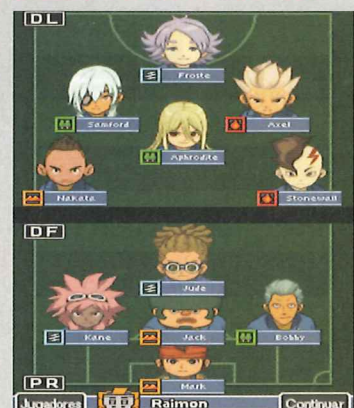 DL
Froste
Samford
Axel
Aphrodite
Nakata
Stonewall
DF
Jude
Kane
Jack
Bobby
PR
Mark
Jugadores
Raimon
Continuar